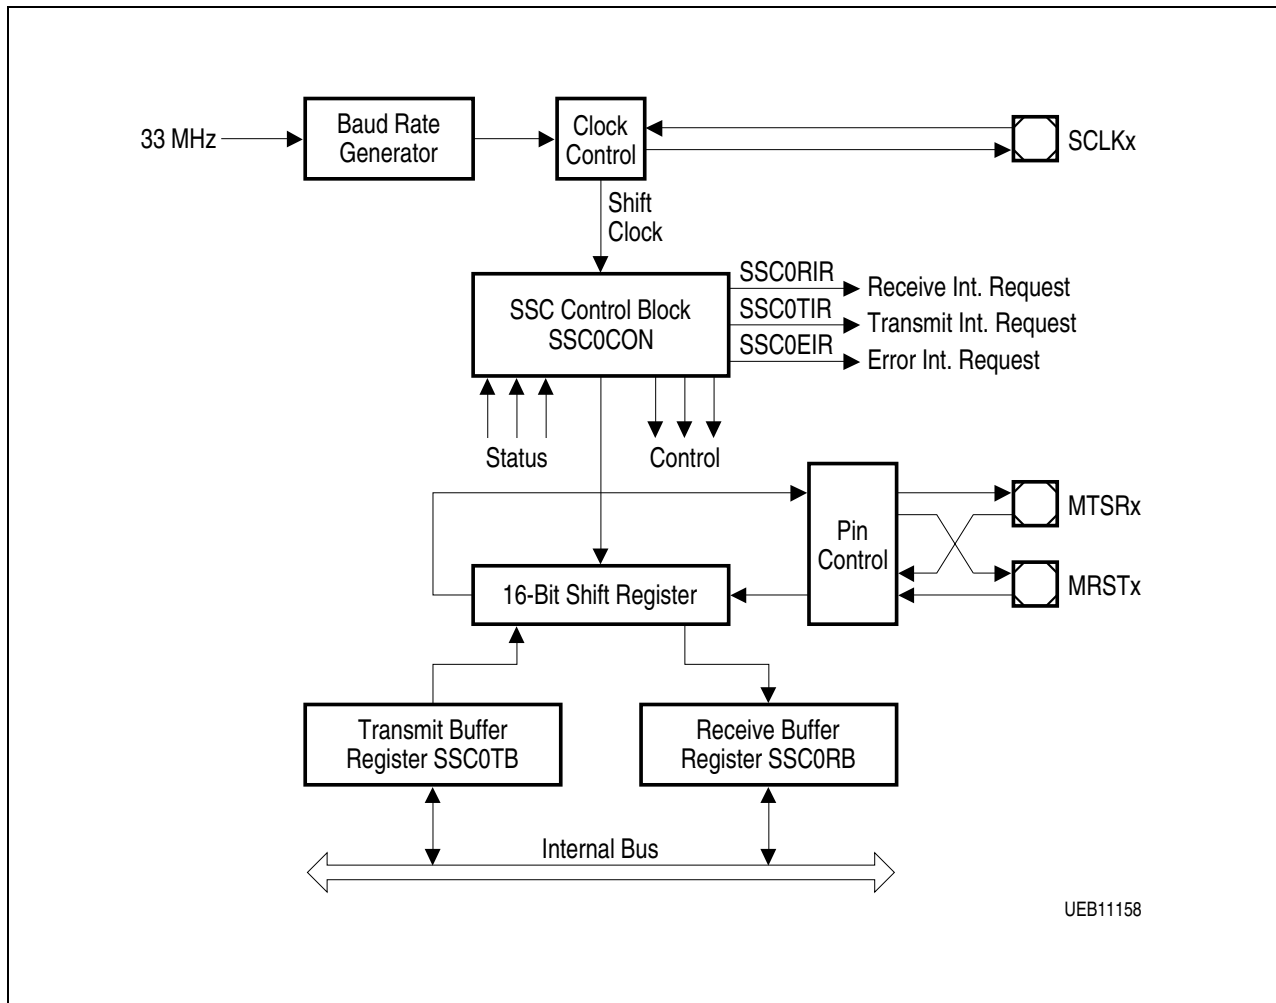 33 MHz
Baud Rate
Generator
Clock
Control
SCLKx
Shift
Clock
SSC Control Block
SSC0CON
SSC0RIR
Receive Int. Request
SSC0TIR
Transmit Int. Request
SSC0EIR
Error Int. Request
Status
Control
Pin
Control
MTSRx
MRSTx
16-Bit Shift Register
Transmit Buffer
Register SSC0TB
Receive Buffer
Register SSC0RB
Internal Bus
UEB11158